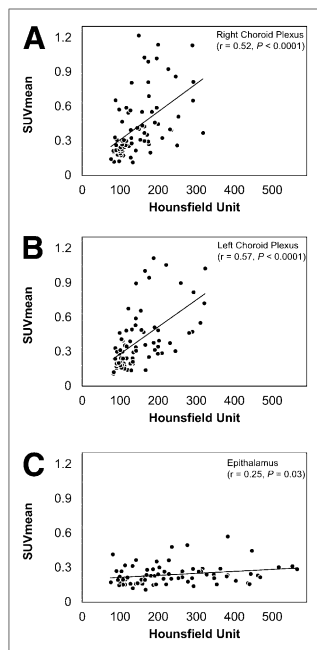 A
Right Choroid Plexus
(r = 0.52, P < 0.0001)
1.2
0.9
0.6
0.3
0
SUVmean
0 100 200 300 400 500
Hounsfield Unit
B
Left Choroid Plexus
(r = 0.57, P < 0.0001)
1.2
0.9
0.6
0.3
0
SUVmean
0 100 200 300 400 500
Hounsfield Unit
C
Epithalamus
(r = 0.25, P = 0.03)
1.2
0.9
0.6
0.3
0
SUVmean
0 100 200 300 400 500
Hounsfield Unit